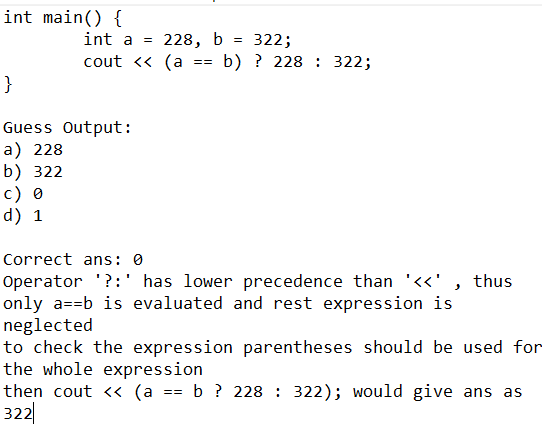 int main() {
int a = 228, b = 322;
cout << (a == b) ? 228 : 322;
}
Guess Output:
a) 228
b) 322
c) 0
d) 1
Correct ans: 0
Operator '?:' has lower precedence than '<<' , thus
only a==b is evaluated and rest expression is
neglected
to check the expression parentheses should be used for
the whole expression
then cout << (a == b ? 228 : 322); would give ans as
322